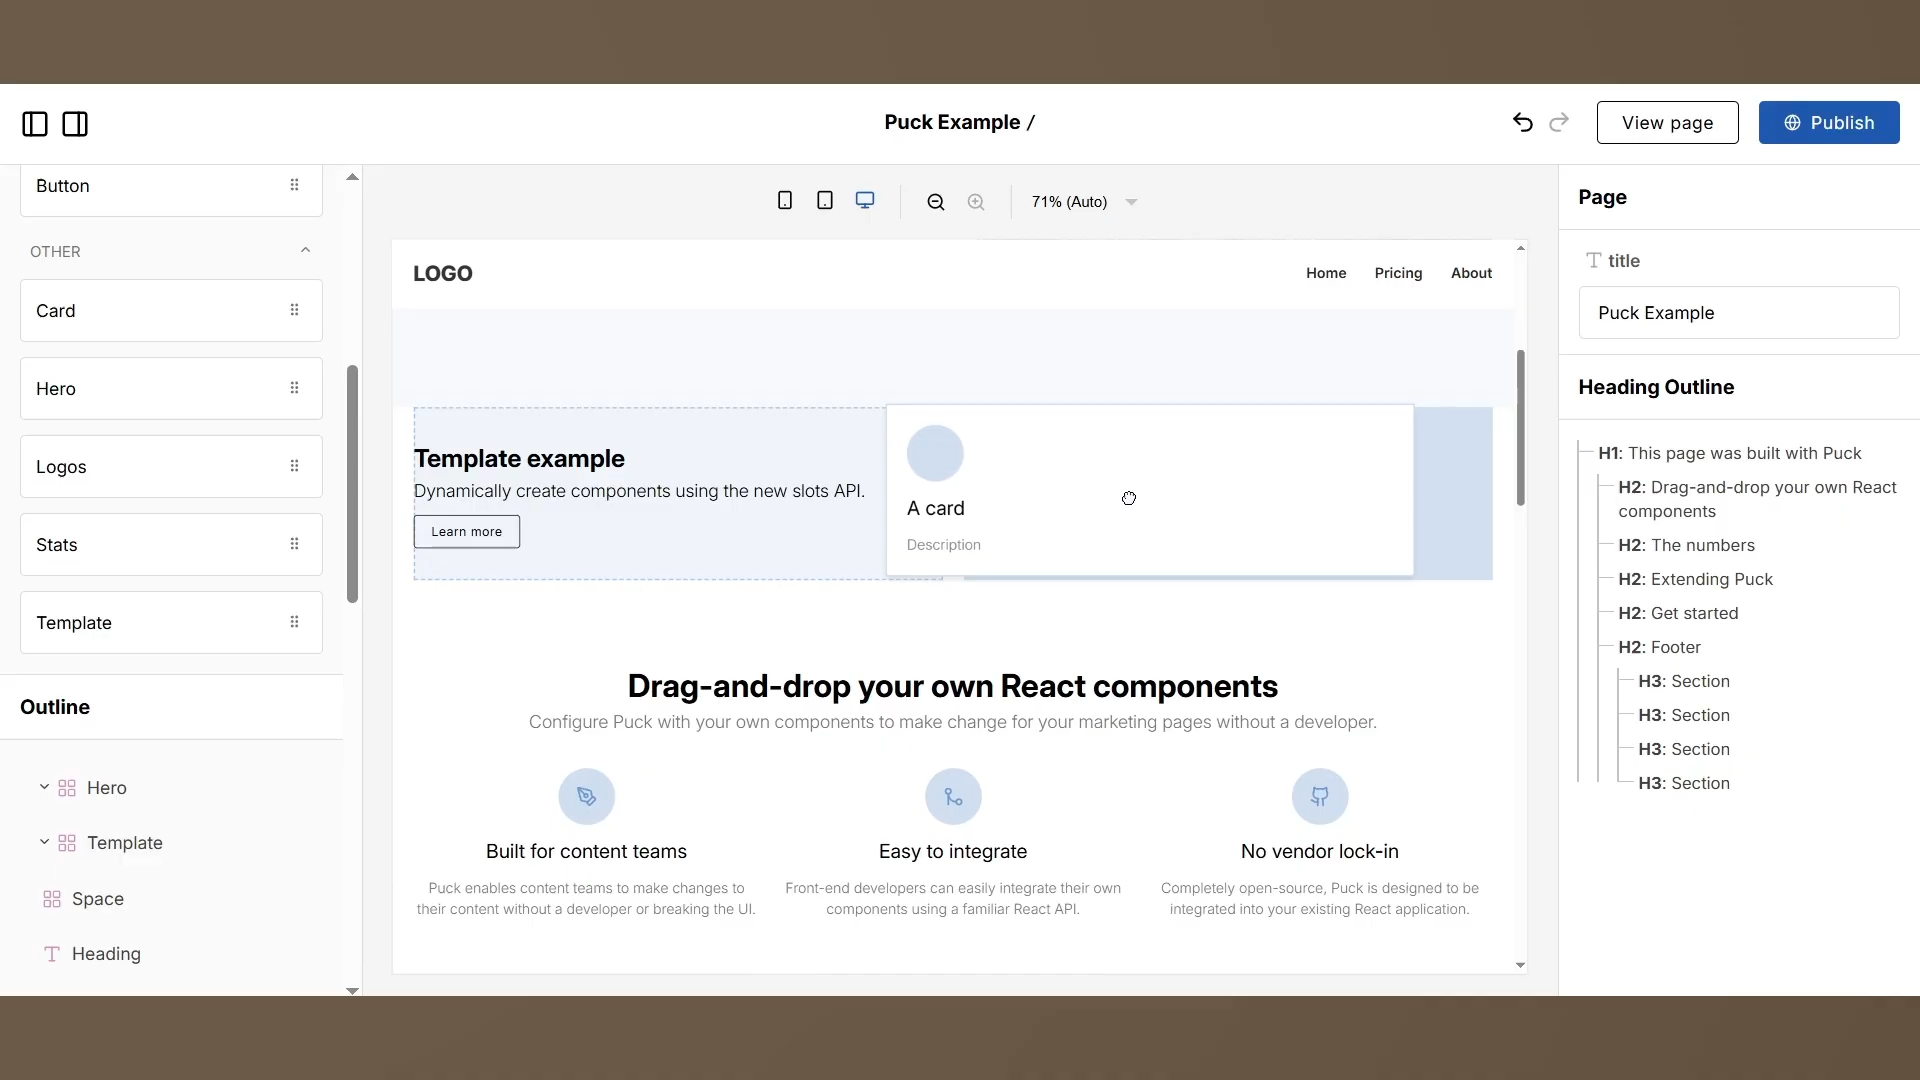 Puck Example /
View page
Publish
Button
OTHER
Card
Hero
Logos
Stats
Template
Outline
Hero
Template
Space
Heading
71% (Auto)
LOGO
Home
Pricing
About
Template example
Dynamically create components using the new slots API.
Learn more
A card
Description
Drag-and-drop your own React components
Configure Puck with your own components to make change for your marketing pages without a developer.
Built for content teams
Puck enables content teams to make changes to
their content without a developer or breaking the UI.
Easy to integrate
Front-end developers can easily integrate their own
components using a familiar React API.
No vendor lock-in
Completely open-source, Puck is designed to be
integrated into your existing React application.
Page
title
Puck Example
Heading Outline
H1: This page was built with Puck
H2: Drag-and-drop your own React
components
H2: The numbers
H2: Extending Puck
H2: Get started
H2: Footer
H3: Section
H3: Section
H3: Section
H3: Section